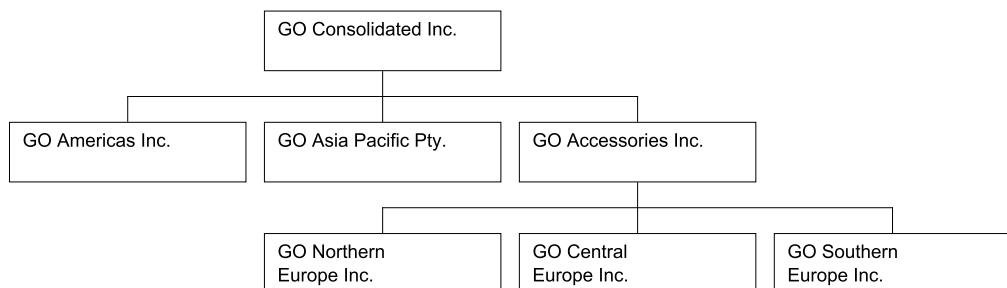 GO Consolidated Inc.
GO Americas Inc.
GO Asia Pacific Pty.
GO Accessories Inc.
GO Northern
Europe Inc.
GO Central
Europe Inc.
GO Southern
Europe Inc.